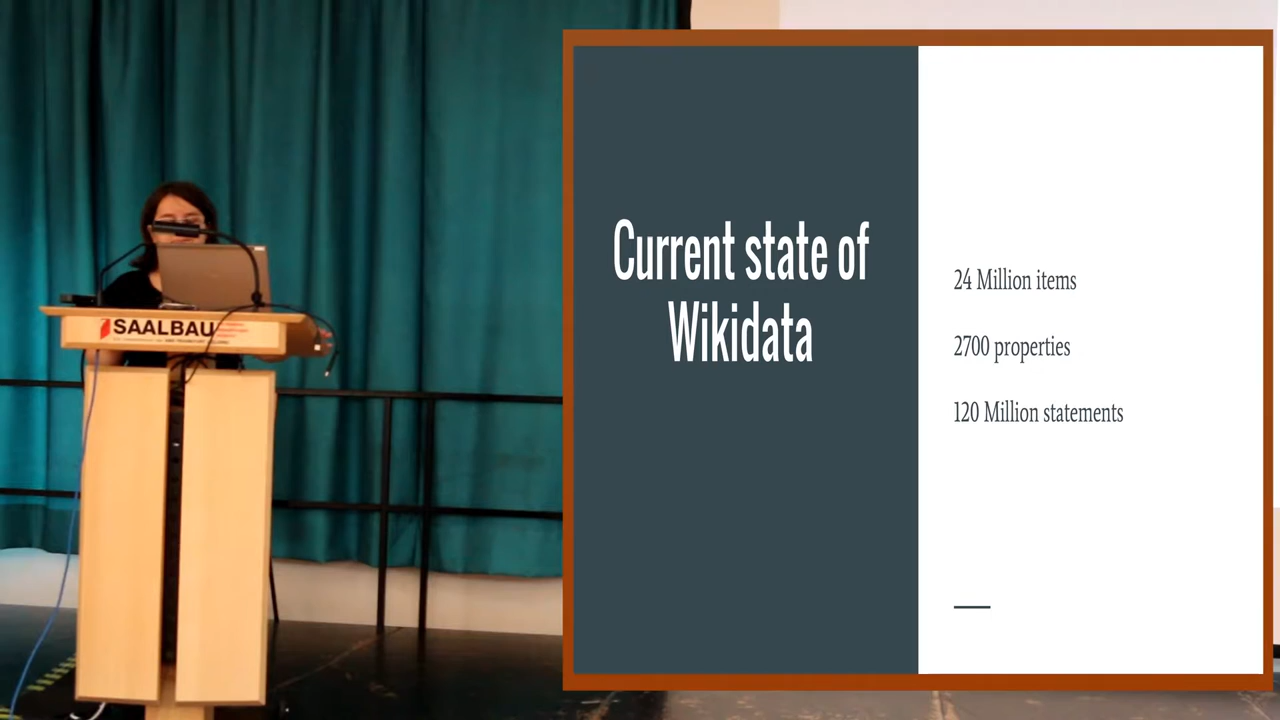 SAALBAU
Current state of
Wikidata
24 Million items
2700 properties
120 Million statements